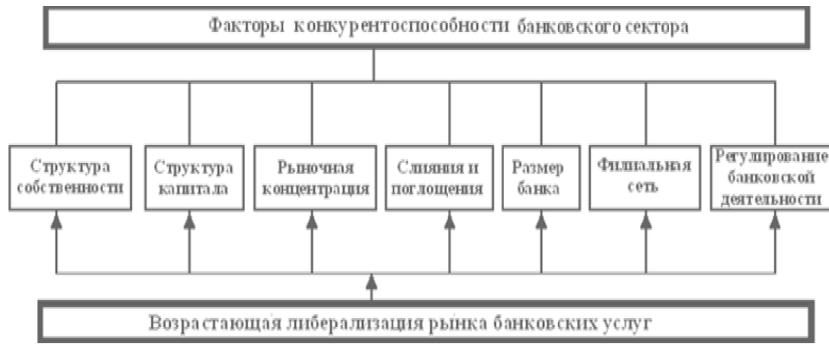 Факторы конкурентоспособности банковского сектора
Структура
собственности
Структура
капитала
Рыночная
концентрация
Слияния и
поглощения
Размер
банка
Филиальная
сеть
Регулирование
банковской
деятельности
Возрастающая либерализация рынка банковских услуг